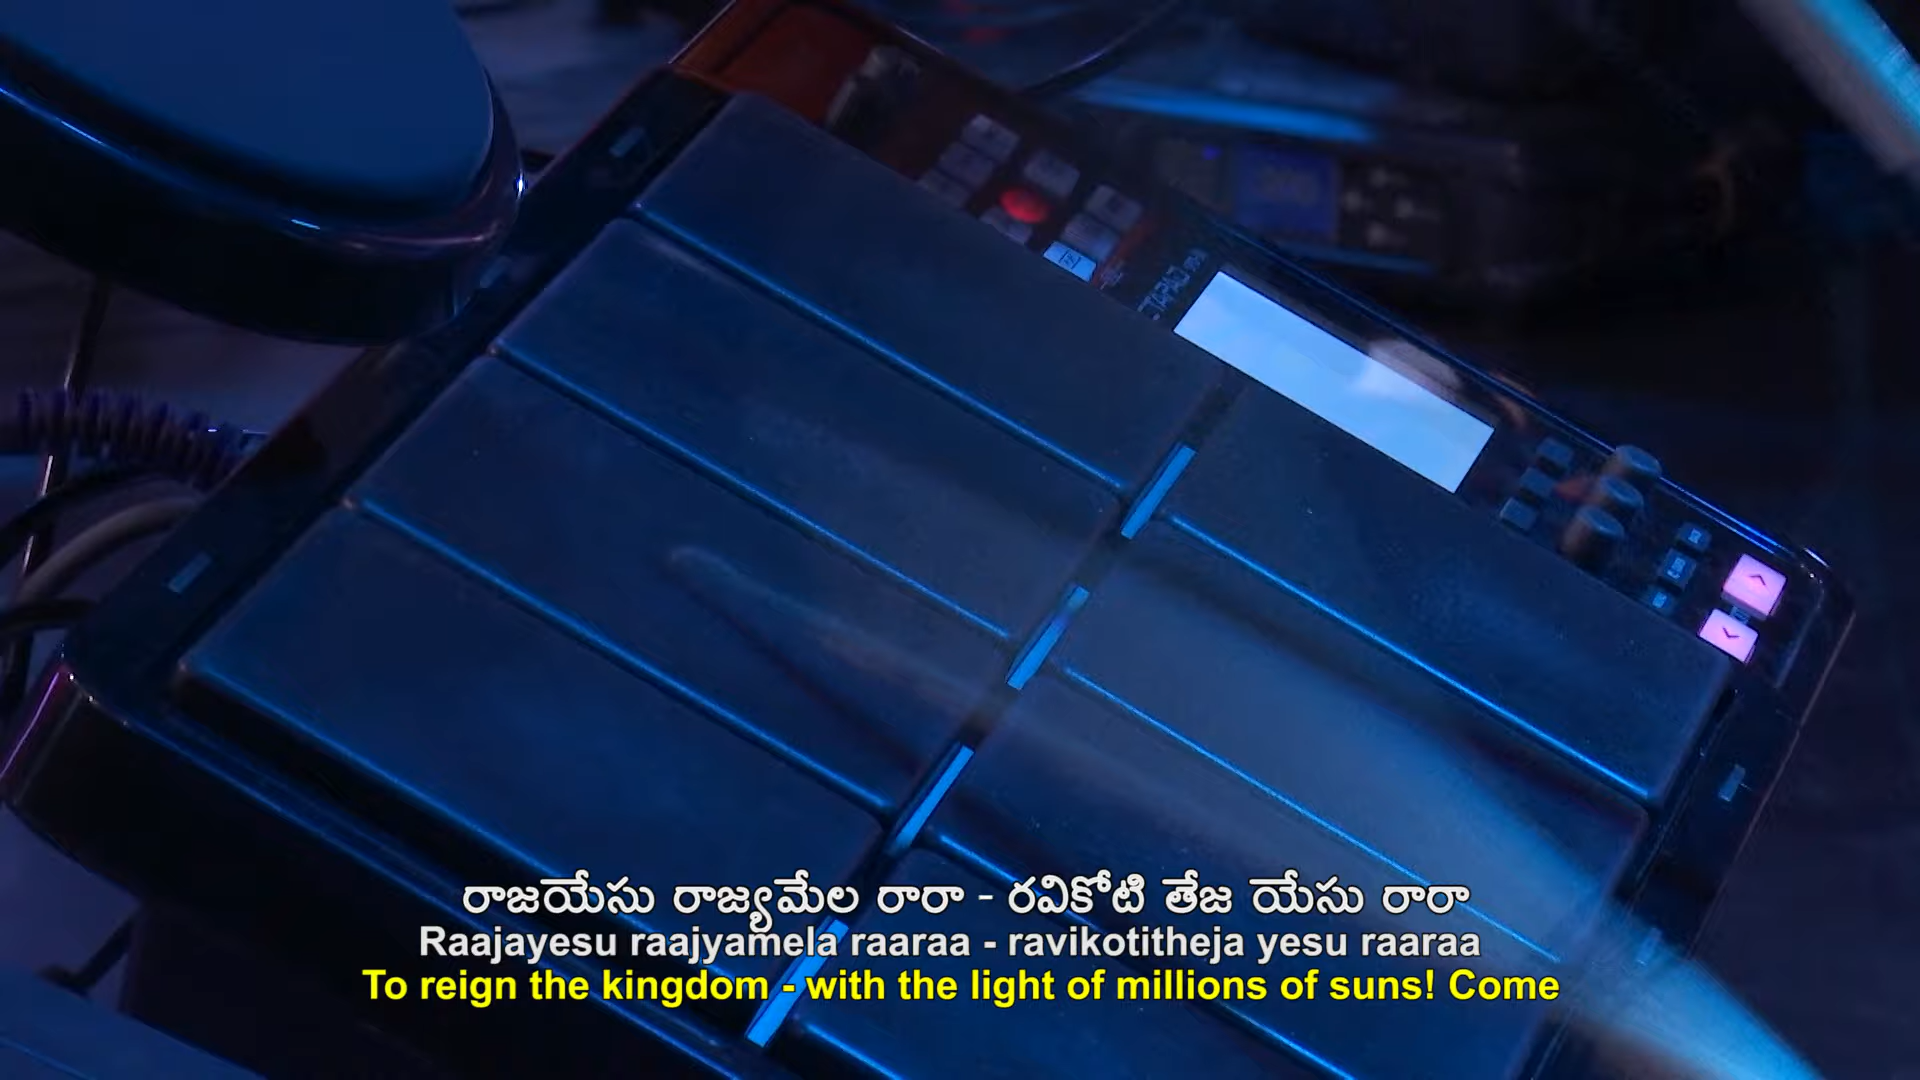 రాజయేసు రాజ్యమేల రారా - రవికోటి తేజ యేసు రారా
Raajayesu raajyamela raaraa - ravikotitheja yesu raaraa
To reign the kingdom - with the light of millions of suns! Come